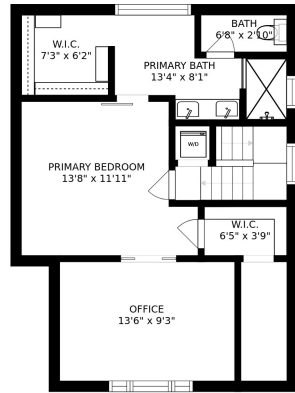 BATH
6'8" x 2'10"
W.I.C.
7'3" x 6'2"
PRIMARY BATH
13'4" x 8'1"
W/D
PRIMARY BEDROOM
13'8" x 11'11"
W.I.C.
6'5" x 3'9"
OFFICE
13'6" x 9'3"